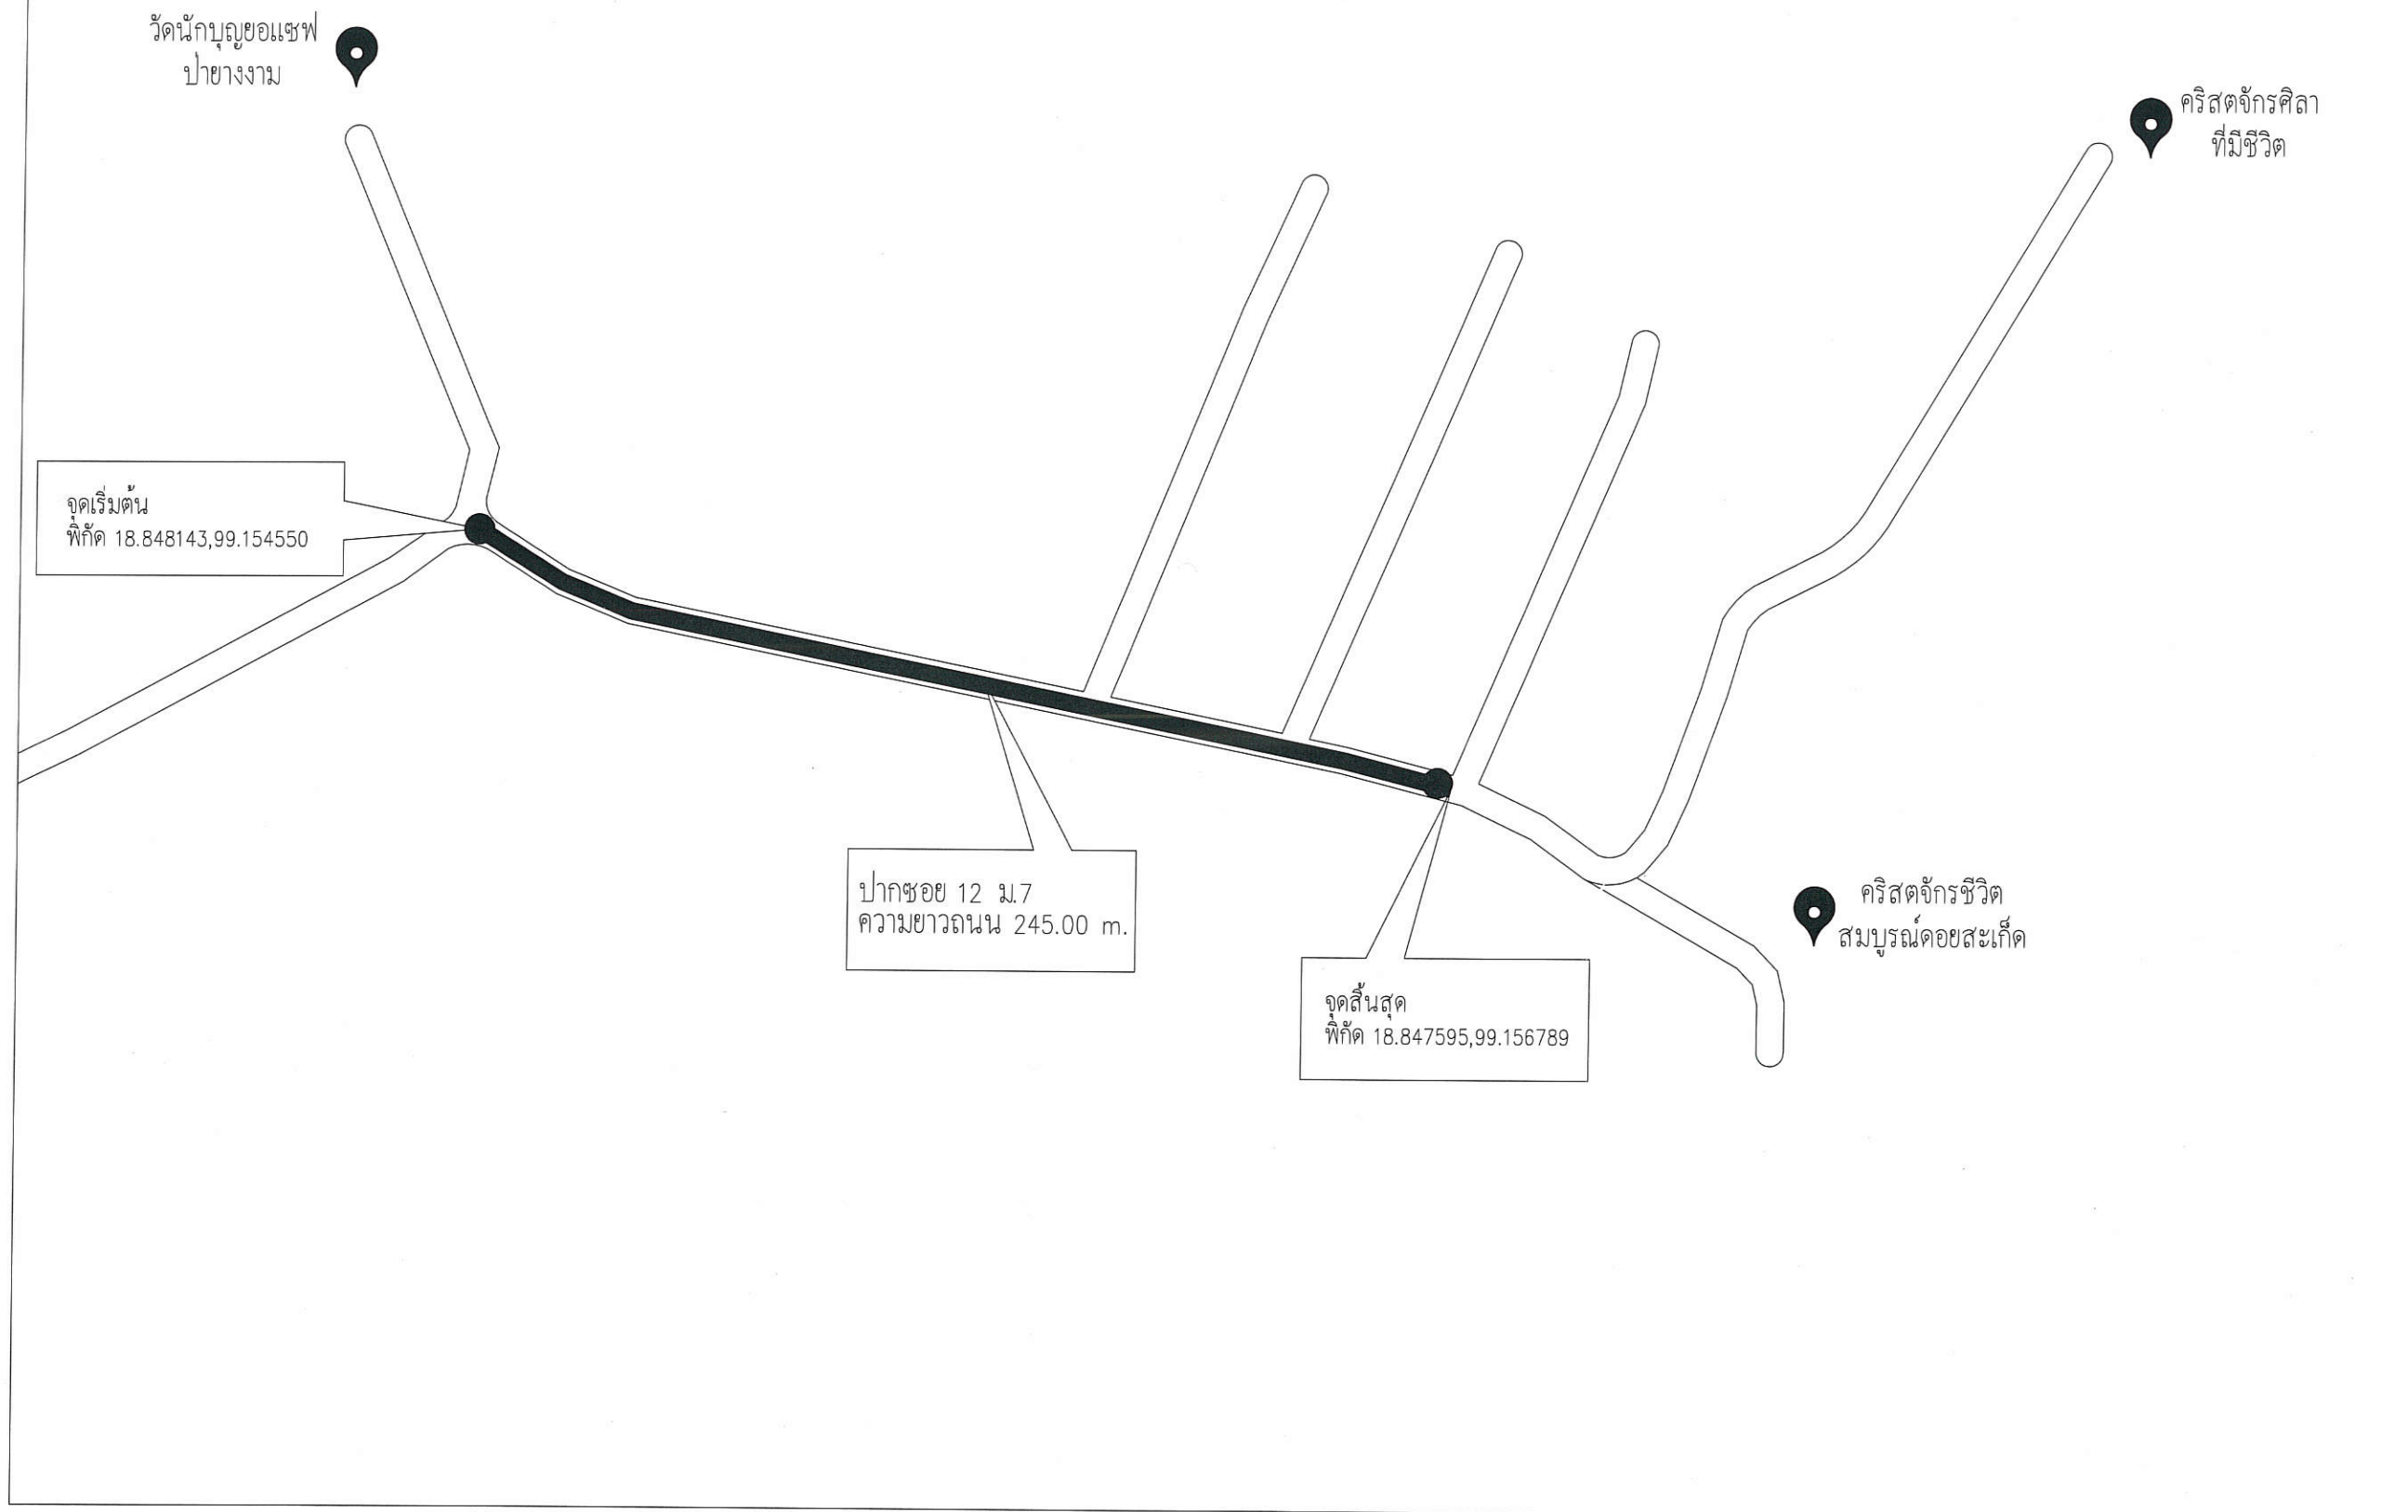 วัดนักบุญยอแซฟ
ป่ายางงาม
คริสตจักรศิลา
ที่มีชีวิต
จุดเริ่มต้น
พิกัด 18.848143,99.154550
ปากซอย 12 ม.7
ความยาวถนน 245.00 m.
คริสตจักรชีวิต
สมบูรณ์ดอยสะเก็ด
จุดสิ้นสุด
พิกัด 18.847595,99.156789